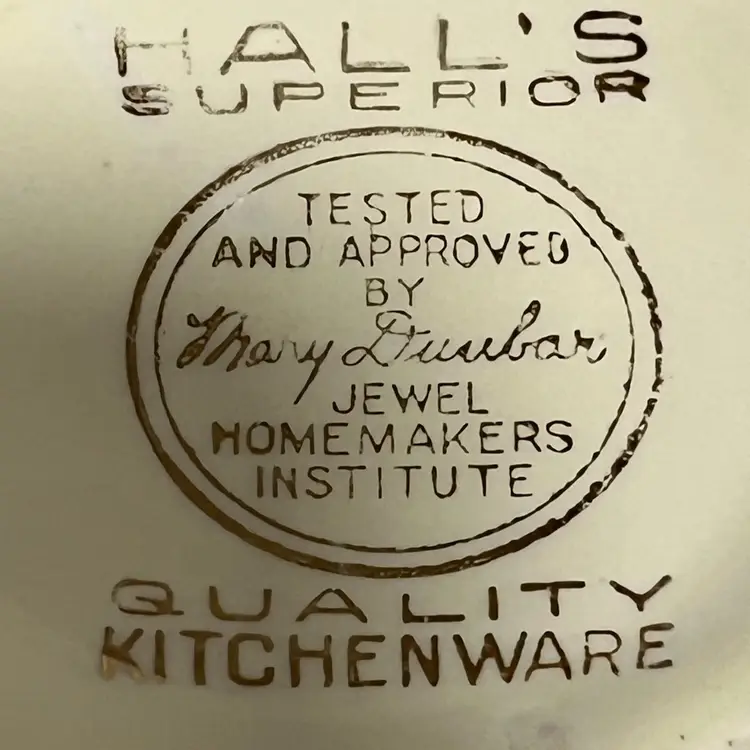 HALL'S
SUPERIOR
TESTED
AND APPROVED
BY
Mary Dunbar
JEWEL
HOMEMAKERS
INSTITUTE
QUALITY
KITCHENWARE